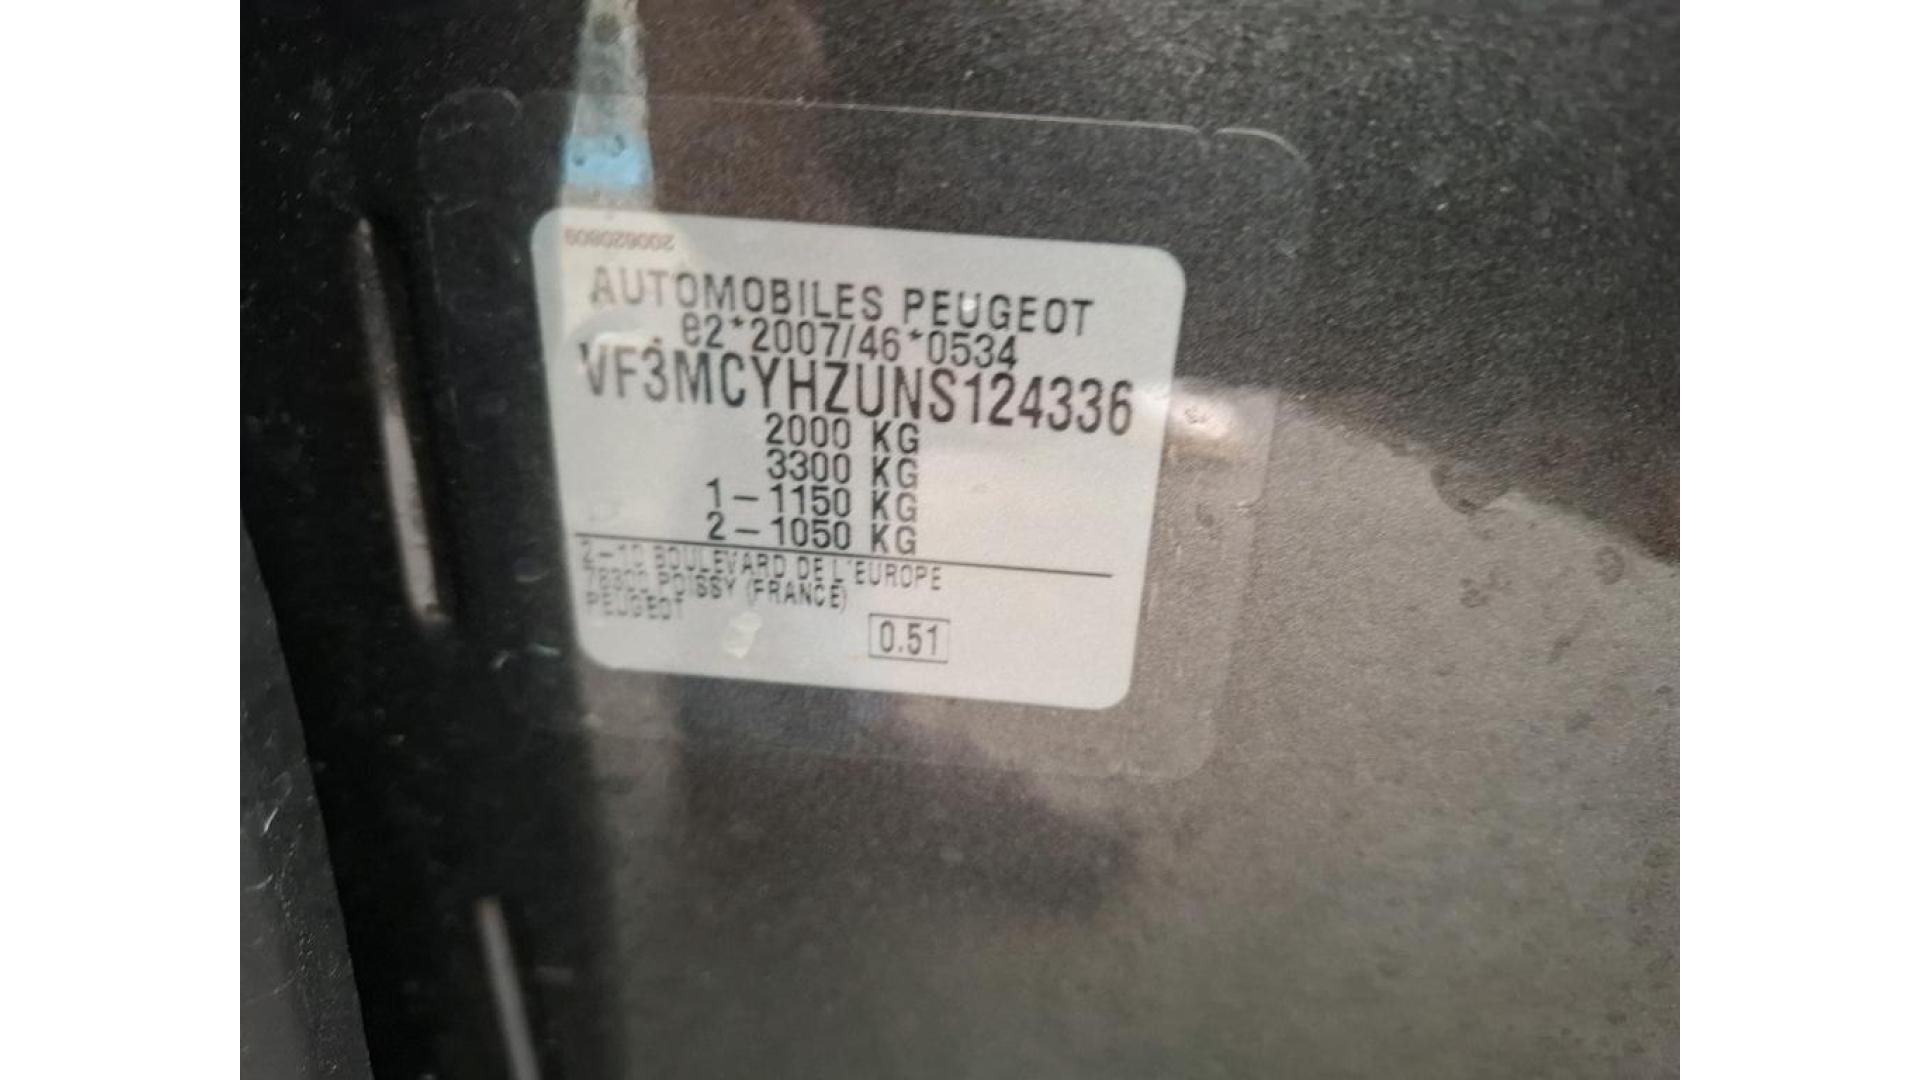 200620609
AUTOMOBILES PEUGEOT
e2*2007/46*0534
VF3MCYHZUNS124336
2000 KG
3300 KG
1-1150 KG
2-1050 KG
2-10 BOULEVARD DE L'EUROPE
78300 POISSY (FRANCE)
PEUGEOT
0.51